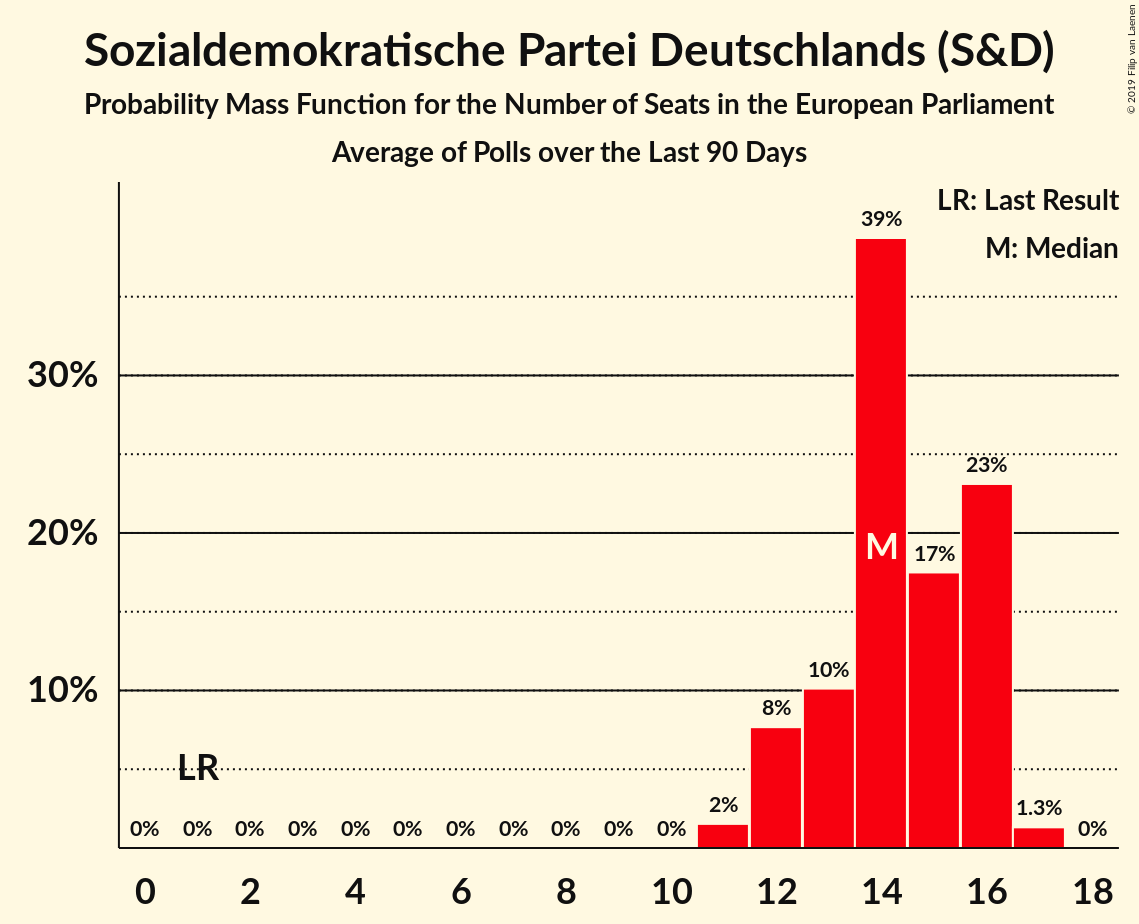 Sozialdemokratische Partei Deutschlands (S&D)
Probability Mass Function for the Number of Seats in the European Parliament
Average of Polls over the Last 90 Days
© 2019 Filip van Laenen
LR: Last Result
M: Median
39%
30%
23%
20%
M
17%
10%
10%
8%
LR
2%
1.3%
0% 0% 0% 0% 0% 0% 0% 0% 0% 0% 0% 0%
0 2 4 6 8 10 12 14 16 18